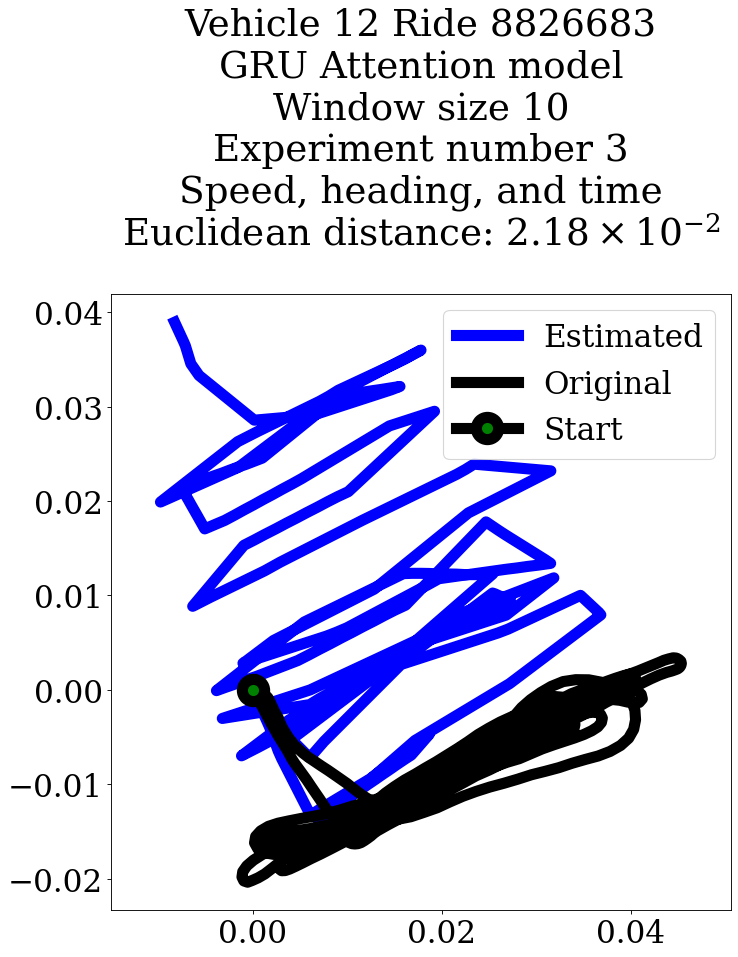 Vehicle 12 Ride 8826683
GRU Attention model
Window size 10
Experiment number 3
Speed, heading, and time
Euclidean distance: 2.18 × 10⁻²
Estimated
Original
Start
0.04
0.03
0.02
0.01
0.00
−0.01
−0.02
0.00 0.02 0.04